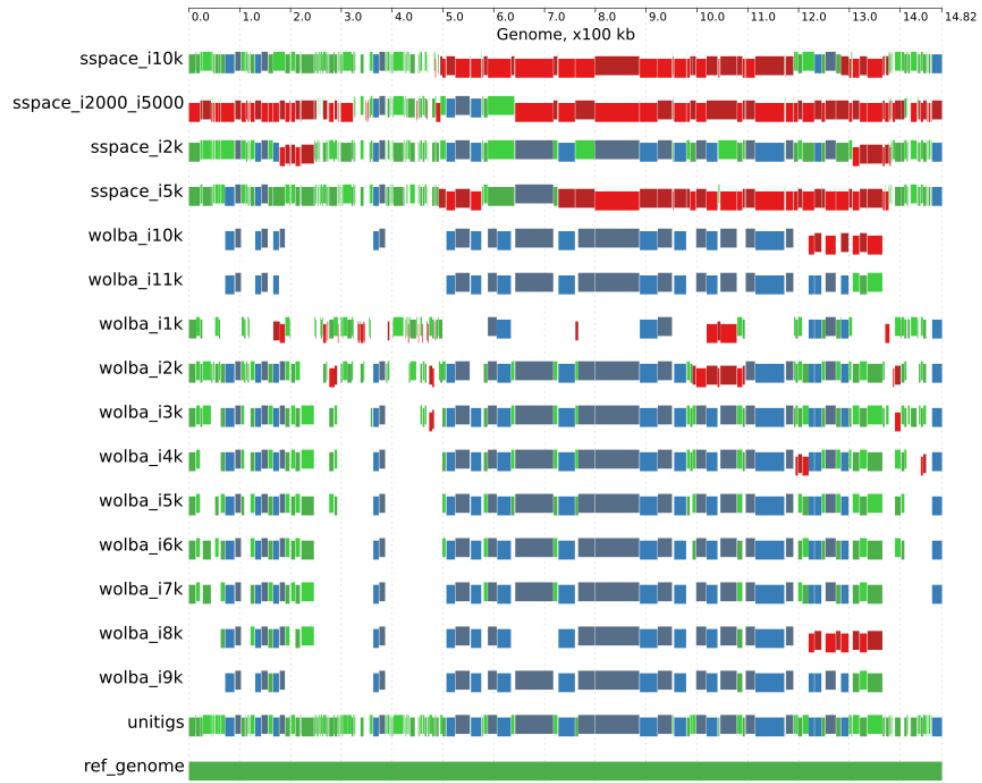 0.0 1.0 2.0 3.0 4.0 5.0 6.0 7.0 8.0 9.0 10.0 11.0 12.0 13.0 14.0 14.82
Genome, x100 kb
sspace_i10k
sspace_i2000_i5000
sspace_i2k
sspace_i5k
wolba_i10k
wolba_i11k
wolba_i1k
wolba_i2k
wolba_i3k
wolba_i4k
wolba_i5k
wolba_i6k
wolba_i7k
wolba_i8k
wolba_i9k
unitigs
ref_genome